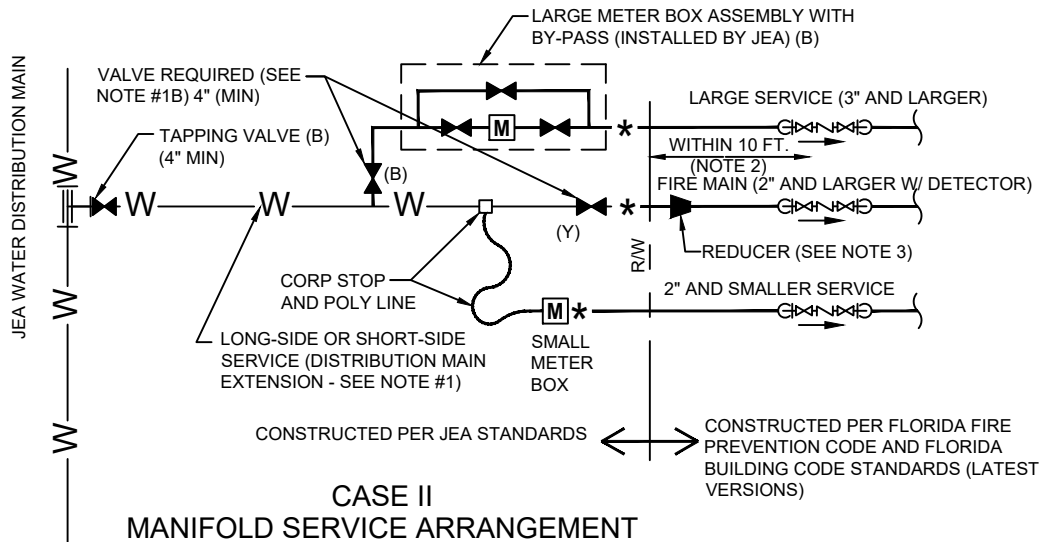 LARGE METER BOX ASSEMBLY WITH
BY-PASS (INSTALLED BY JEA) (B)
VALVE REQUIRED (SEE
NOTE #1B) 4" (MIN)
TAPPING VALVE (B)
(4" MIN)
JEA WATER DISTRIBUTION MAIN
W
W
W
W
W
W
(B)
M
*
LARGE SERVICE (3" AND LARGER)
WITHIN 10 FT.
(NOTE 2)
FIRE MAIN (2" AND LARGER W/ DETECTOR)
*
(Y)
R/W
REDUCER (SEE NOTE 3)
CORP STOP
AND POLY LINE
2" AND SMALLER SERVICE
M
*
SMALL
METER
BOX
LONG-SIDE OR SHORT-SIDE
SERVICE (DISTRIBUTION MAIN
EXTENSION - SEE NOTE #1)
CONSTRUCTED PER JEA STANDARDS
CONSTRUCTED PER FLORIDA FIRE
PREVENTION CODE AND FLORIDA
BUILDING CODE STANDARDS (LATEST
VERSIONS)
CASE II
MANIFOLD SERVICE ARRANGEMENT